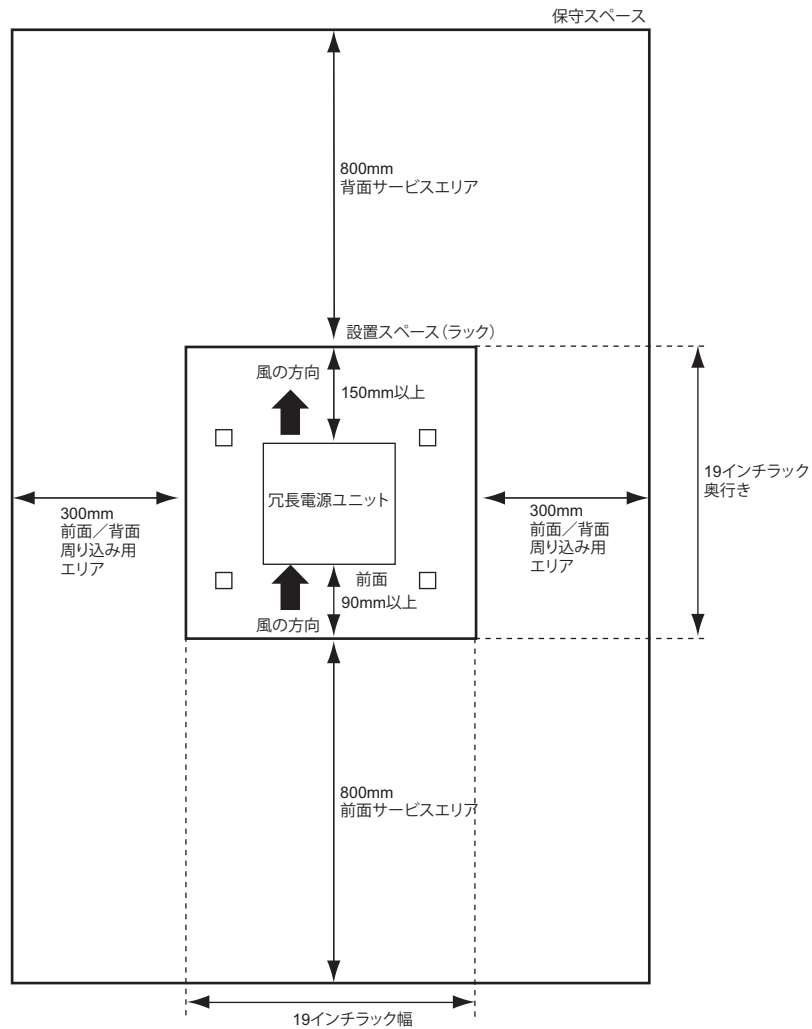 保守スペース
800mm
背面サービスエリア
設置スペース（ラック）
風の方向
150mm以上
冗長電源ユニット
19インチラック
奥行き
300mm
前面／背面
周り込み用
エリア
300mm
前面／背面
周り込み用
エリア
前面
90mm以上
風の方向
800mm
前面サービスエリア
19インチラック幅